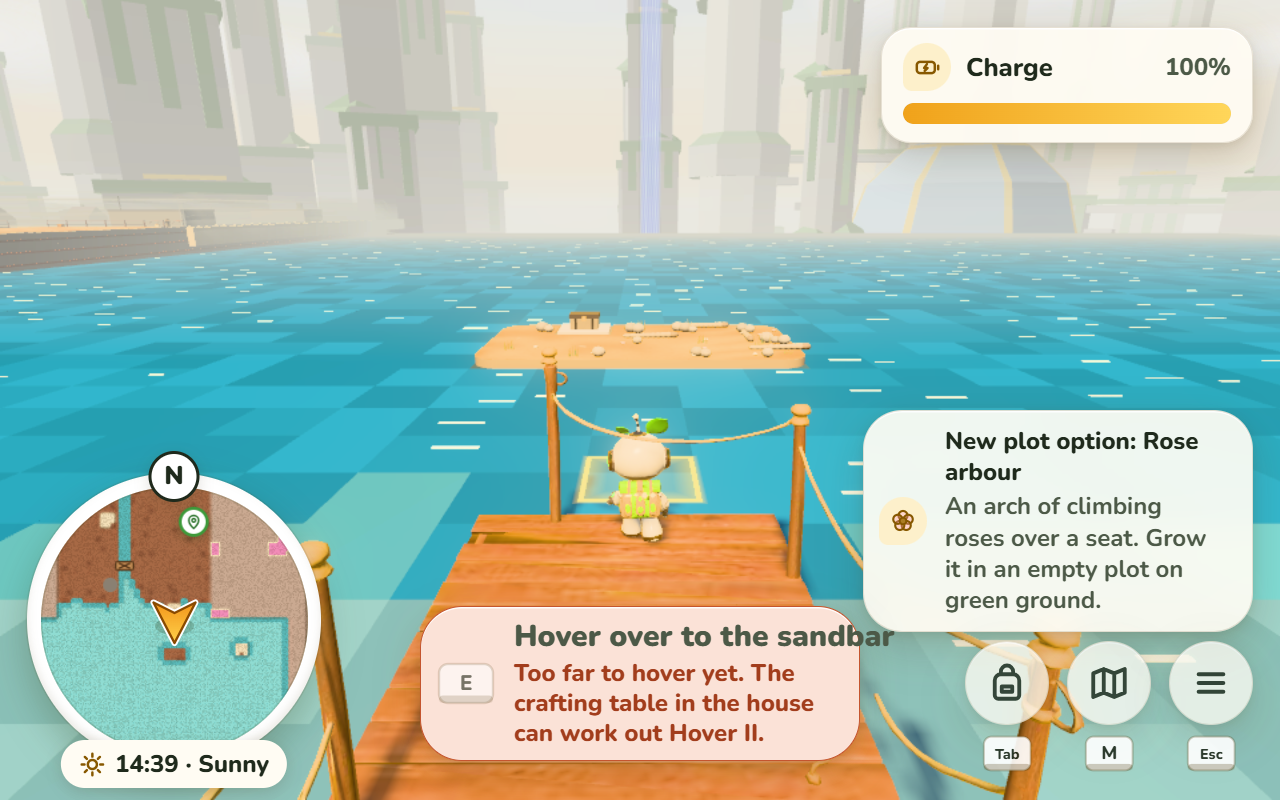 Charge 100%
New plot option: Rose
arbour
An arch of climbing
roses over a seat. Grow
it in an empty plot on
green ground.
N
Hover over to the sandbar
E
Too far to hover yet. The
crafting table in the house
can work out Hover II.
14:39 · Sunny
Tab
M
Esc